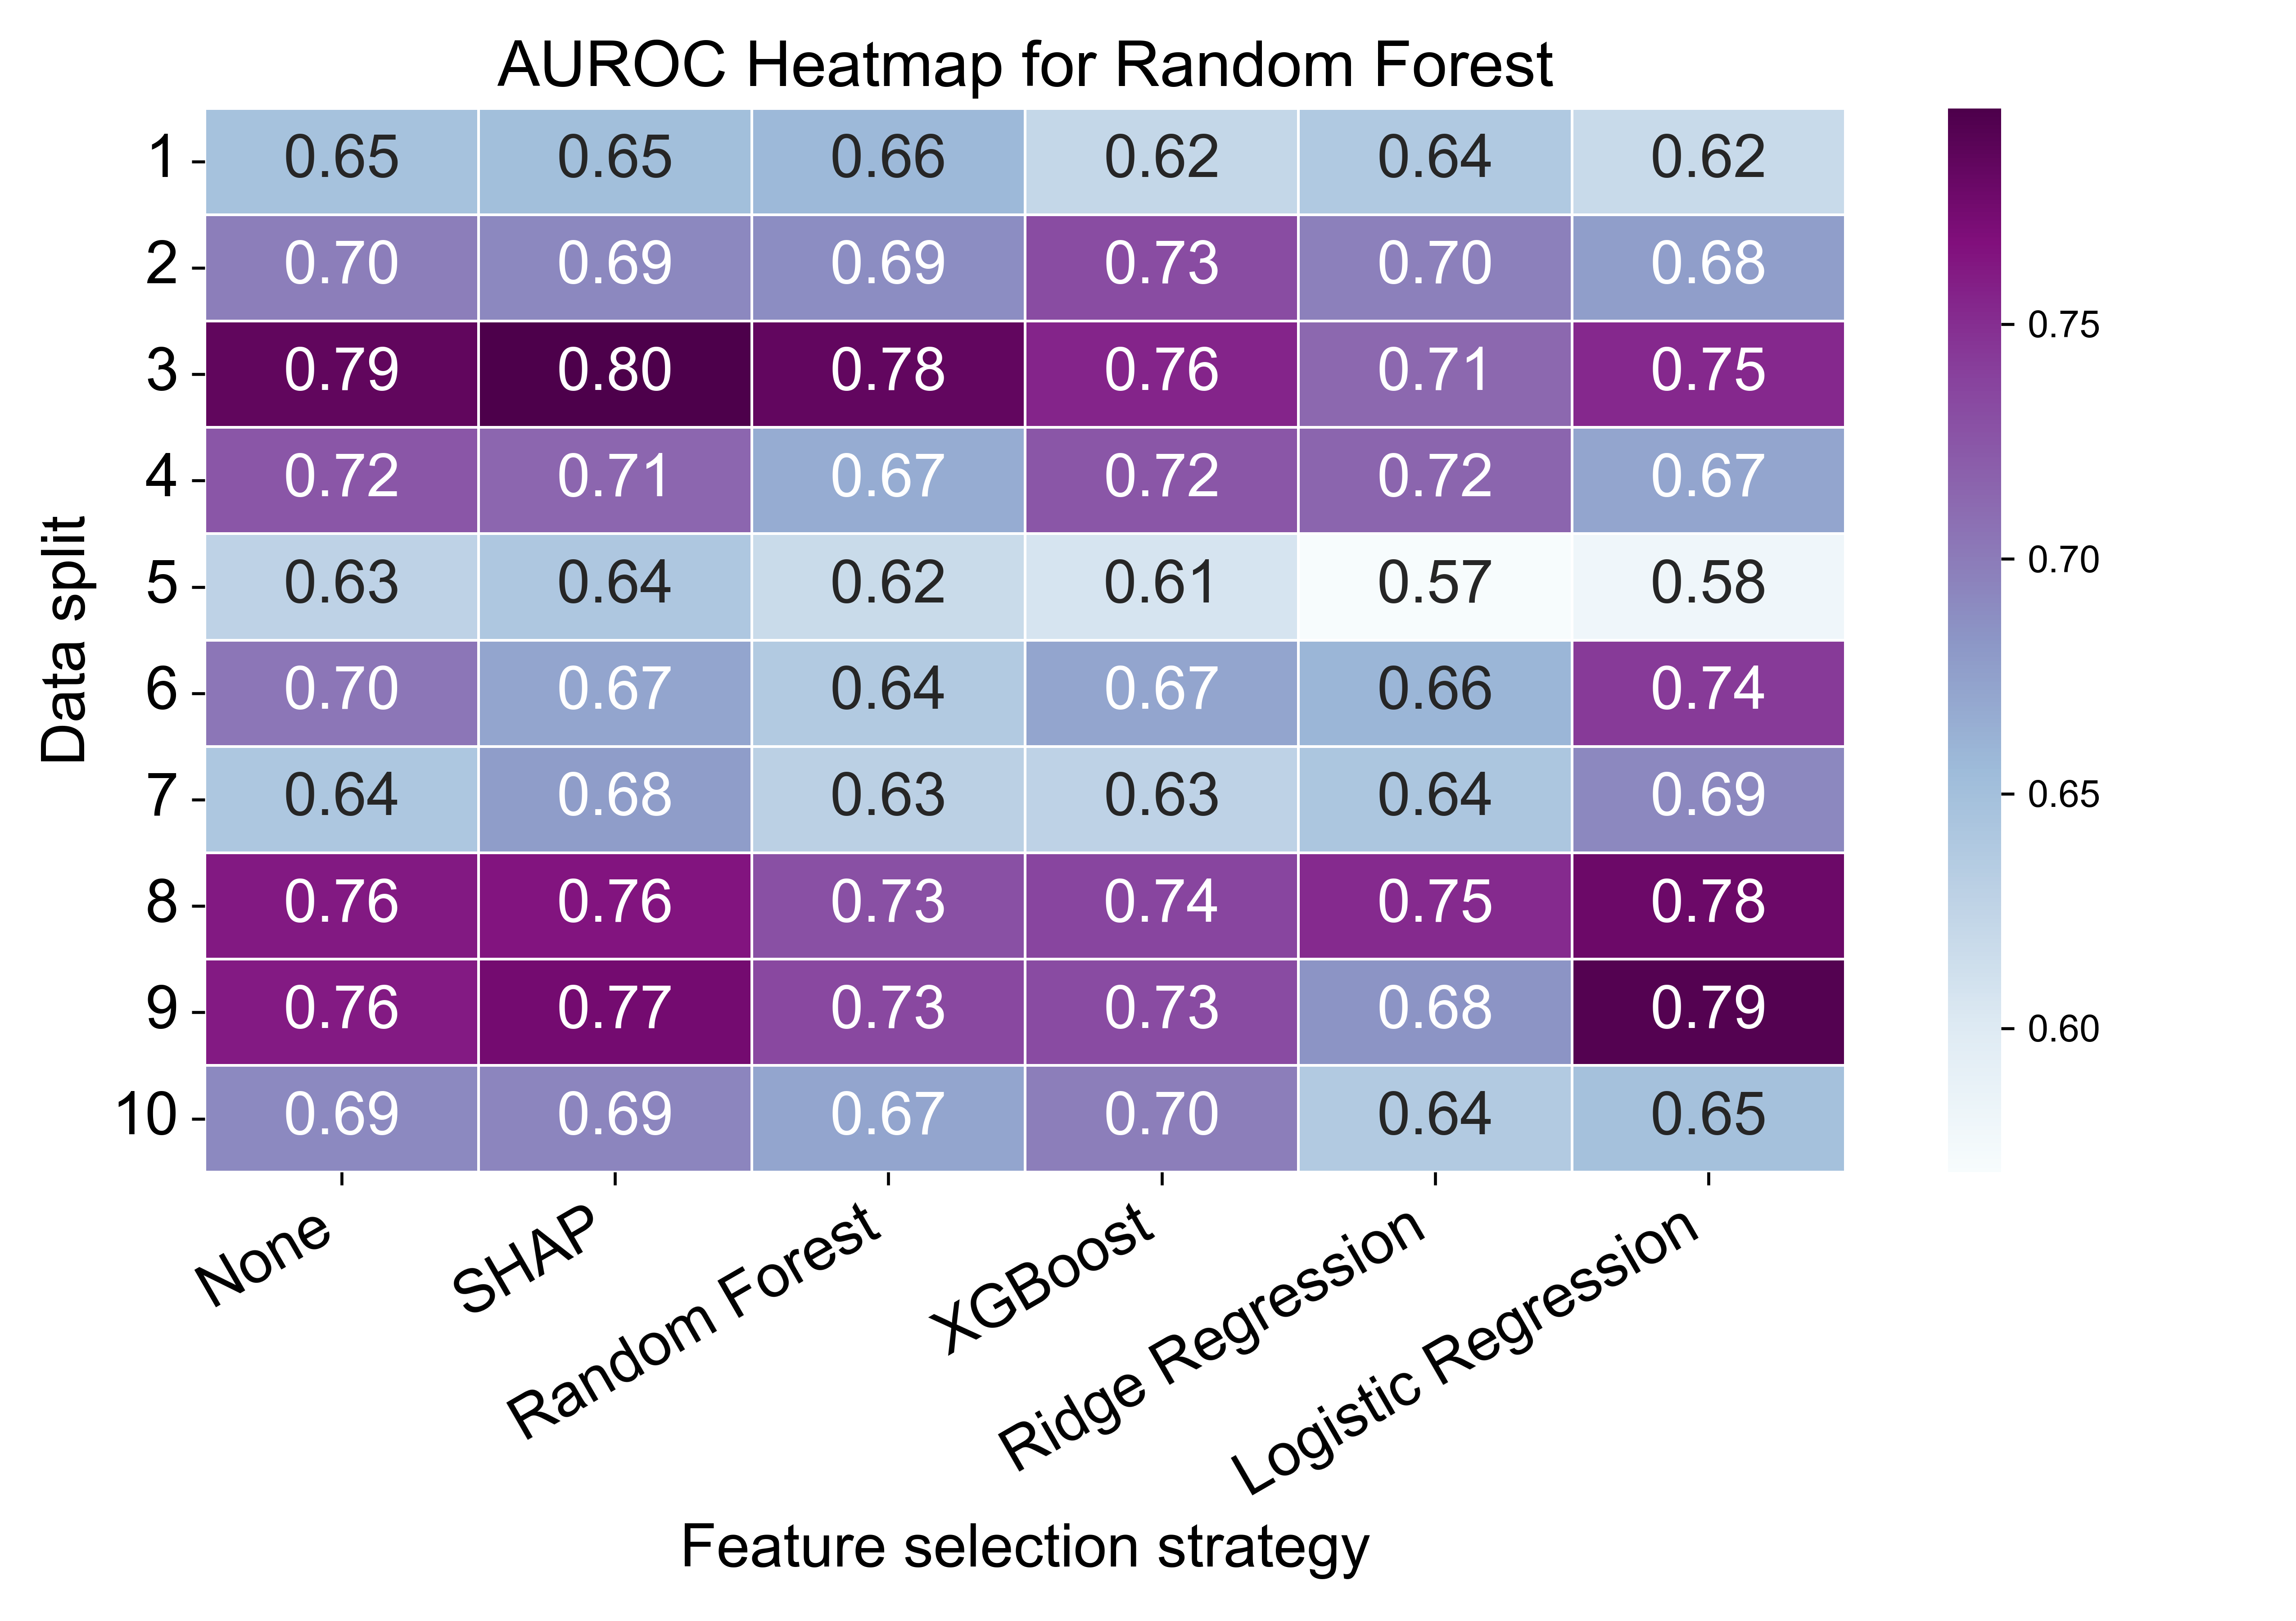 AUROC Heatmap for Random Forest
Data split
1 0.65 0.65 0.66 0.62 0.64 0.62
2 0.70 0.69 0.69 0.73 0.70 0.68
3 0.79 0.80 0.78 0.76 0.71 0.75
4 0.72 0.71 0.67 0.72 0.72 0.67
5 0.63 0.64 0.62 0.61 0.57 0.58
6 0.70 0.67 0.64 0.67 0.66 0.74
7 0.64 0.68 0.63 0.63 0.64 0.69
8 0.76 0.76 0.73 0.74 0.75 0.78
9 0.76 0.77 0.73 0.73 0.68 0.79
10 0.69 0.69 0.67 0.70 0.64 0.65
None
SHAP
Random Forest
XGBoost
Ridge Regression
Logistic Regression
Feature selection strategy
0.75
0.70
0.65
0.60